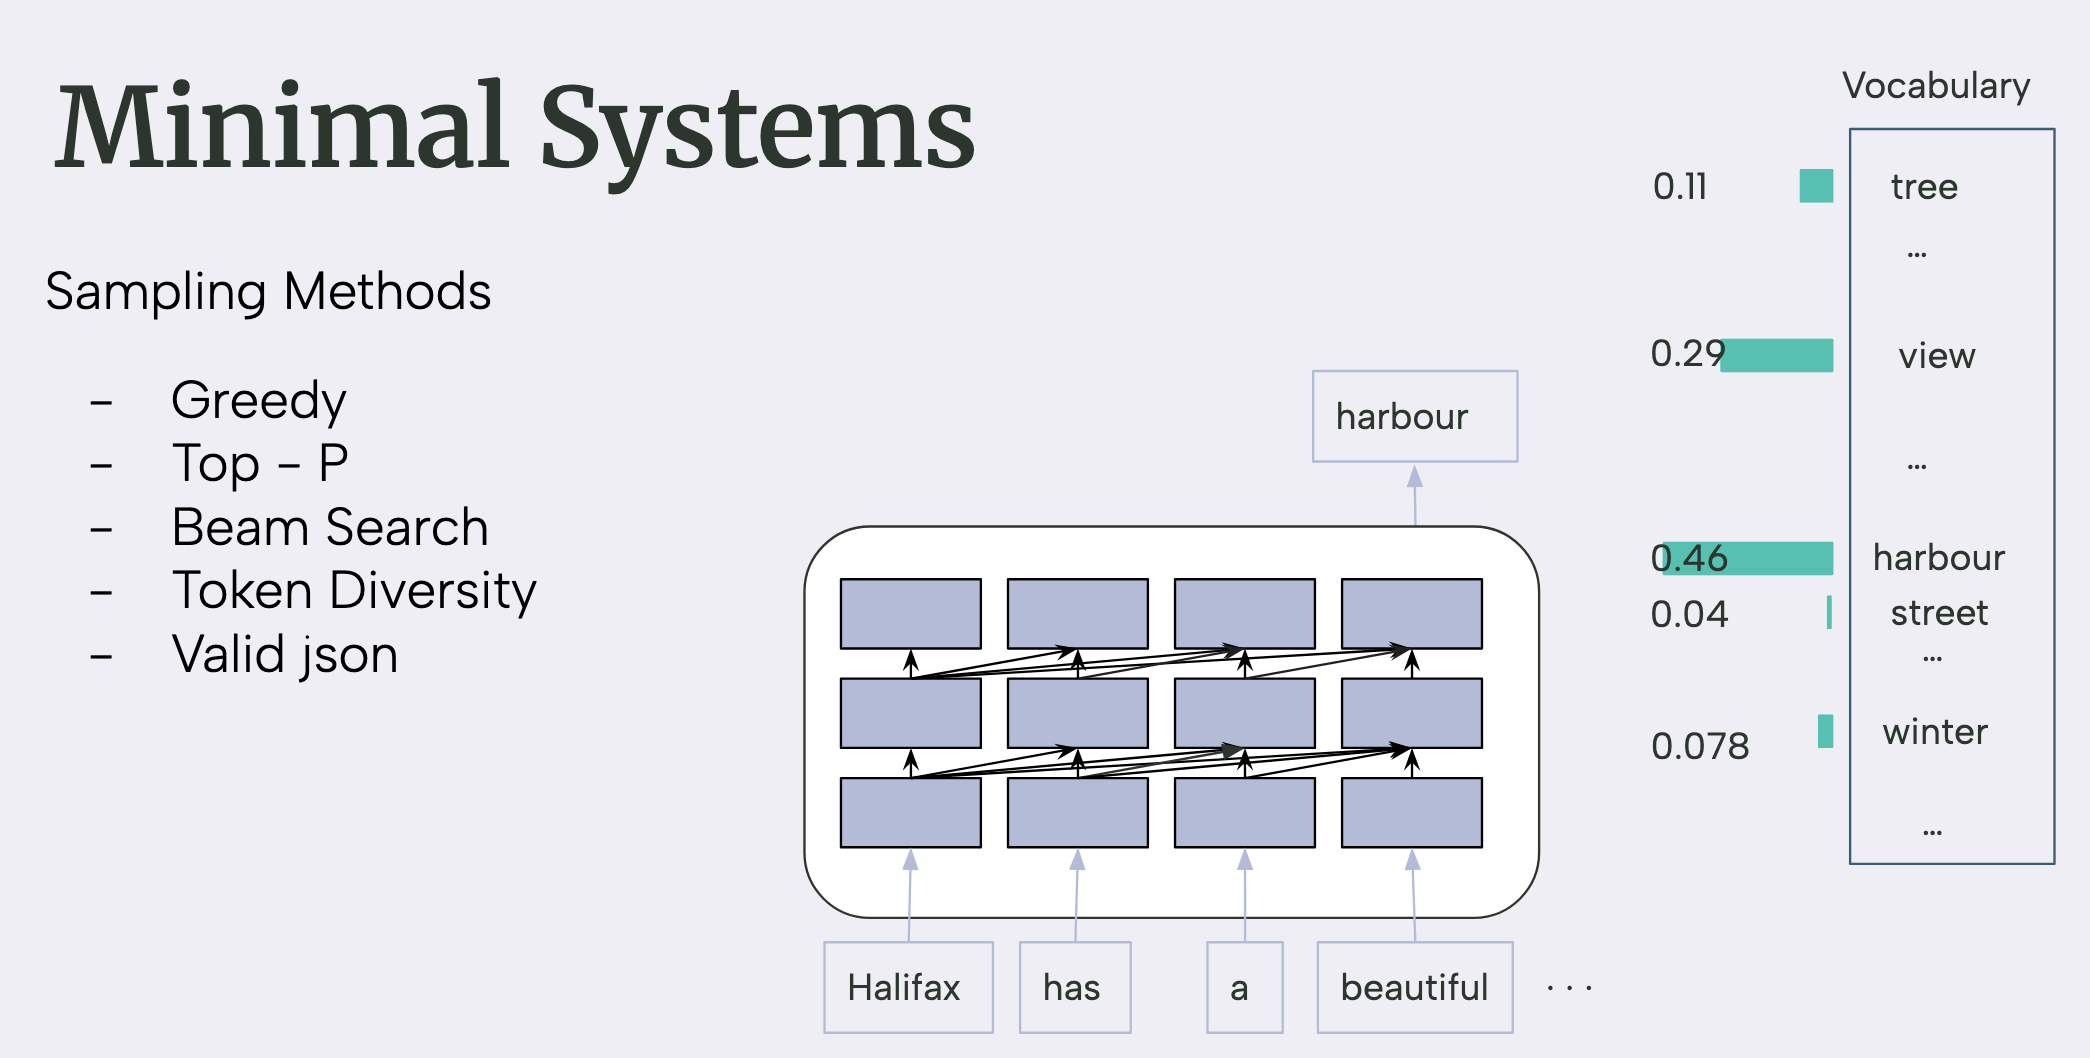 Minimal Systems
Sampling Methods
- Greedy
- Top - P
- Beam Search
- Token Diversity
- Valid json
harbour
Halifax has a beautiful ...
Vocabulary
0.11 tree
...
0.29 view
...
0.46 harbour
0.04 street
...
0.078 winter
...